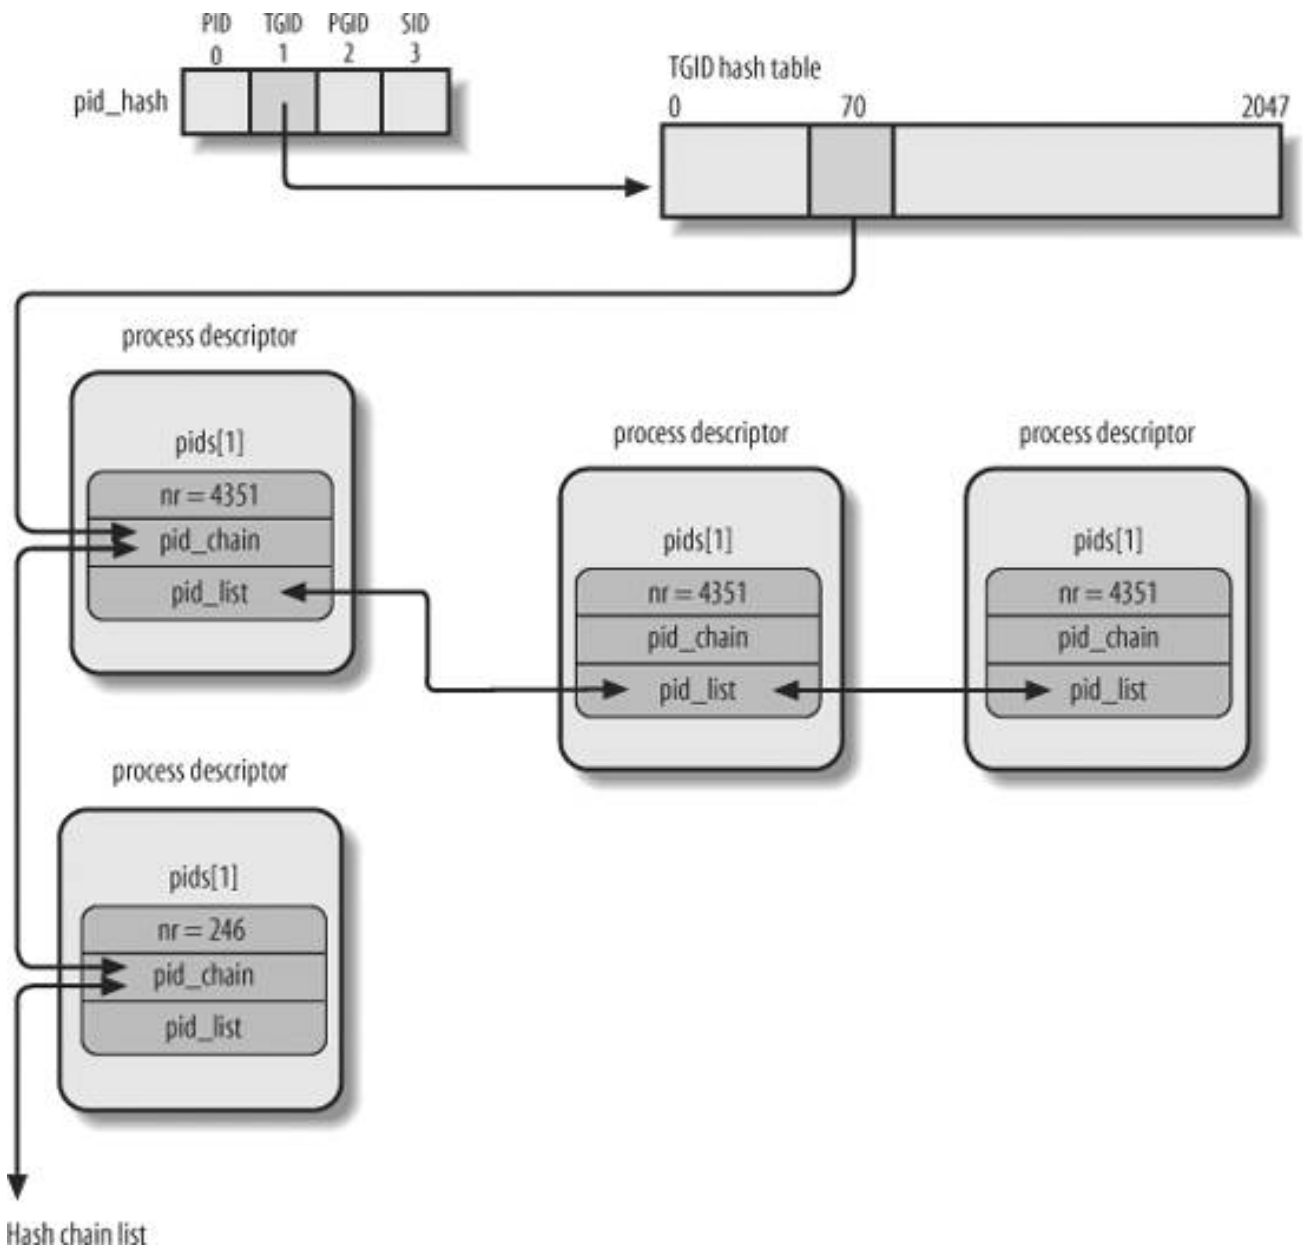 PID TGID PGID SID
0 1 2 3
pid_hash
TGID hash table
0 70 2047
process descriptor
pids[1]
nr = 4351
pid_chain
pid_list
process descriptor
pids[1]
nr = 4351
pid_chain
pid_list
process descriptor
pids[1]
nr = 4351
pid_chain
pid_list
process descriptor
pids[1]
nr = 246
pid_chain
pid_list
Hash chain list